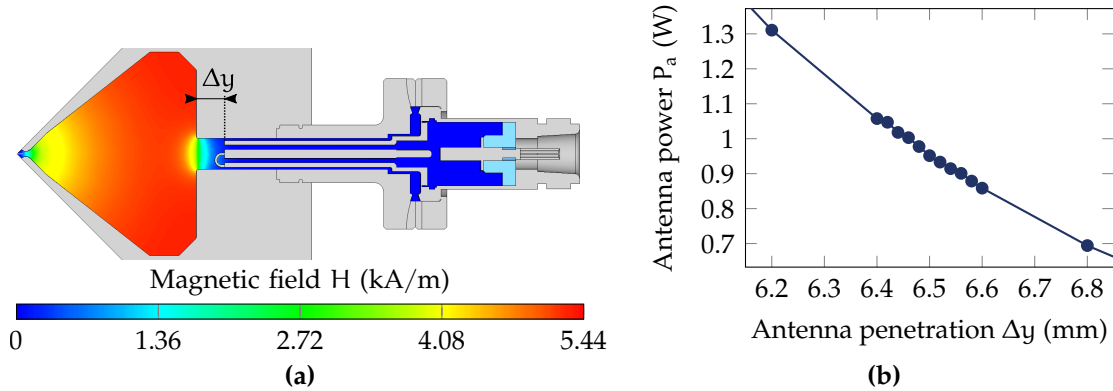 Δy
Magnetic field H (kA/m)
0 1.36 2.72 4.08 5.44
(a)
Antenna power Pₐ (W)
1.3
1.2
1.1
1
0.9
0.8
0.7
6.2 6.3 6.4 6.5 6.6 6.7 6.8
Antenna penetration Δy (mm)
(b)